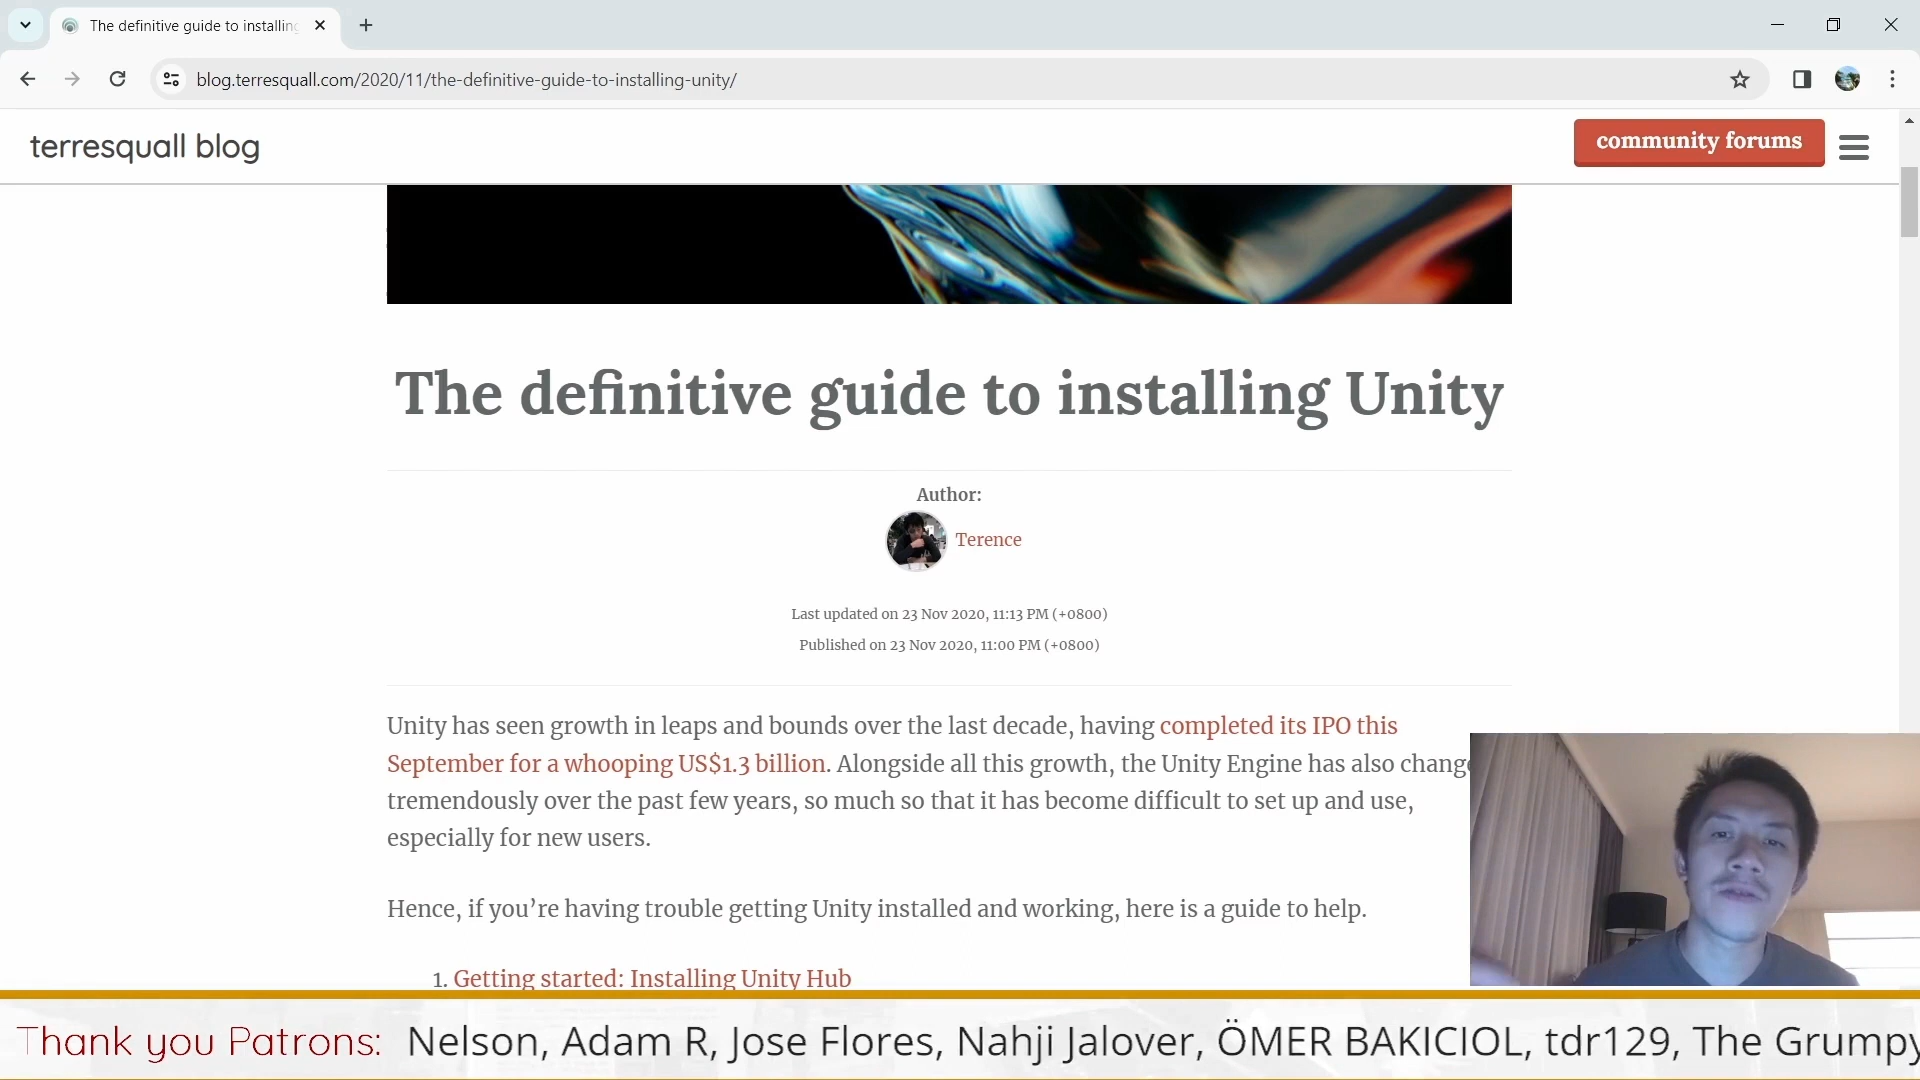 The definitive guide to installing
blog.terresquall.com/2020/11/the-definitive-guide-to-installing-unity/
terresquall blog
community forums
The definitive guide to installing Unity
Author:
Terence
Last updated on 23 Nov 2020, 11:13 PM (+0800)
Published on 23 Nov 2020, 11:00 PM (+0800)
Unity has seen growth in leaps and bounds over the last decade, having completed its IPO this
September for a whooping US$1.3 billion. Alongside all this growth, the Unity Engine has also change
tremendously over the past few years, so much so that it has become difficult to set up and use,
especially for new users.
Hence, if you’re having trouble getting Unity installed and working, here is a guide to help.
1. Getting started: Installing Unity Hub
Thank you Patrons: Nelson, Adam R, Jose Flores, Nahji Jalover, ÖMER BAKICIOL, tdr129, The Grumpy